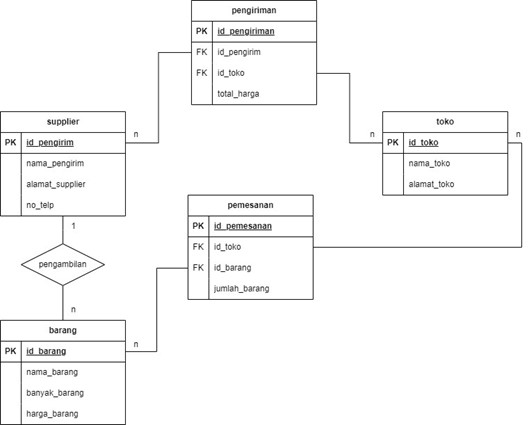 pengiriman
PK id_pengiriman
FK id_pengirim
FK id_toko
total_harga
supplier
PK id_pengirim
nama_pengirim
alamat_supplier
no_telp
n
n
toko
n
PK id_toko
nama_toko
alamat_toko
pemesanan
PK id_pemesanan
FK id_toko
FK id_barang
jumlah_barang
1
pengambilan
n
barang
n
PK id_barang
nama_barang
banyak_barang
harga_barang